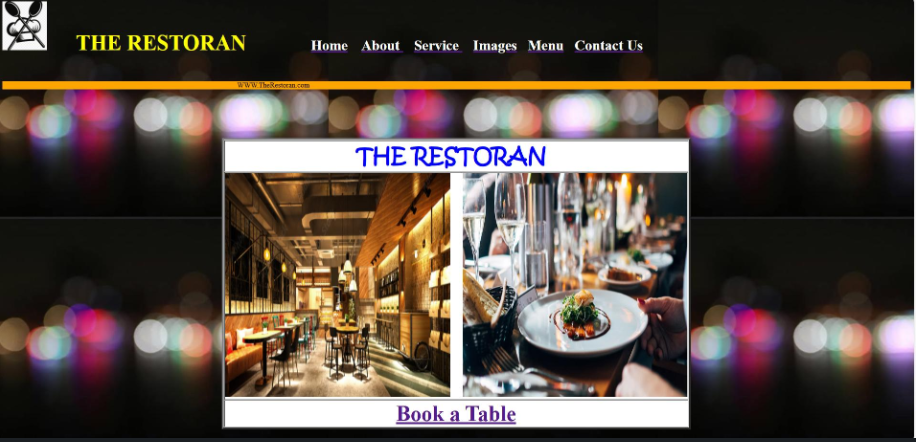 THE RESTORAN
Home About Service Images Menu Contact Us
WWW.TheRestoran.com
THE RESTORAN
Book a Table